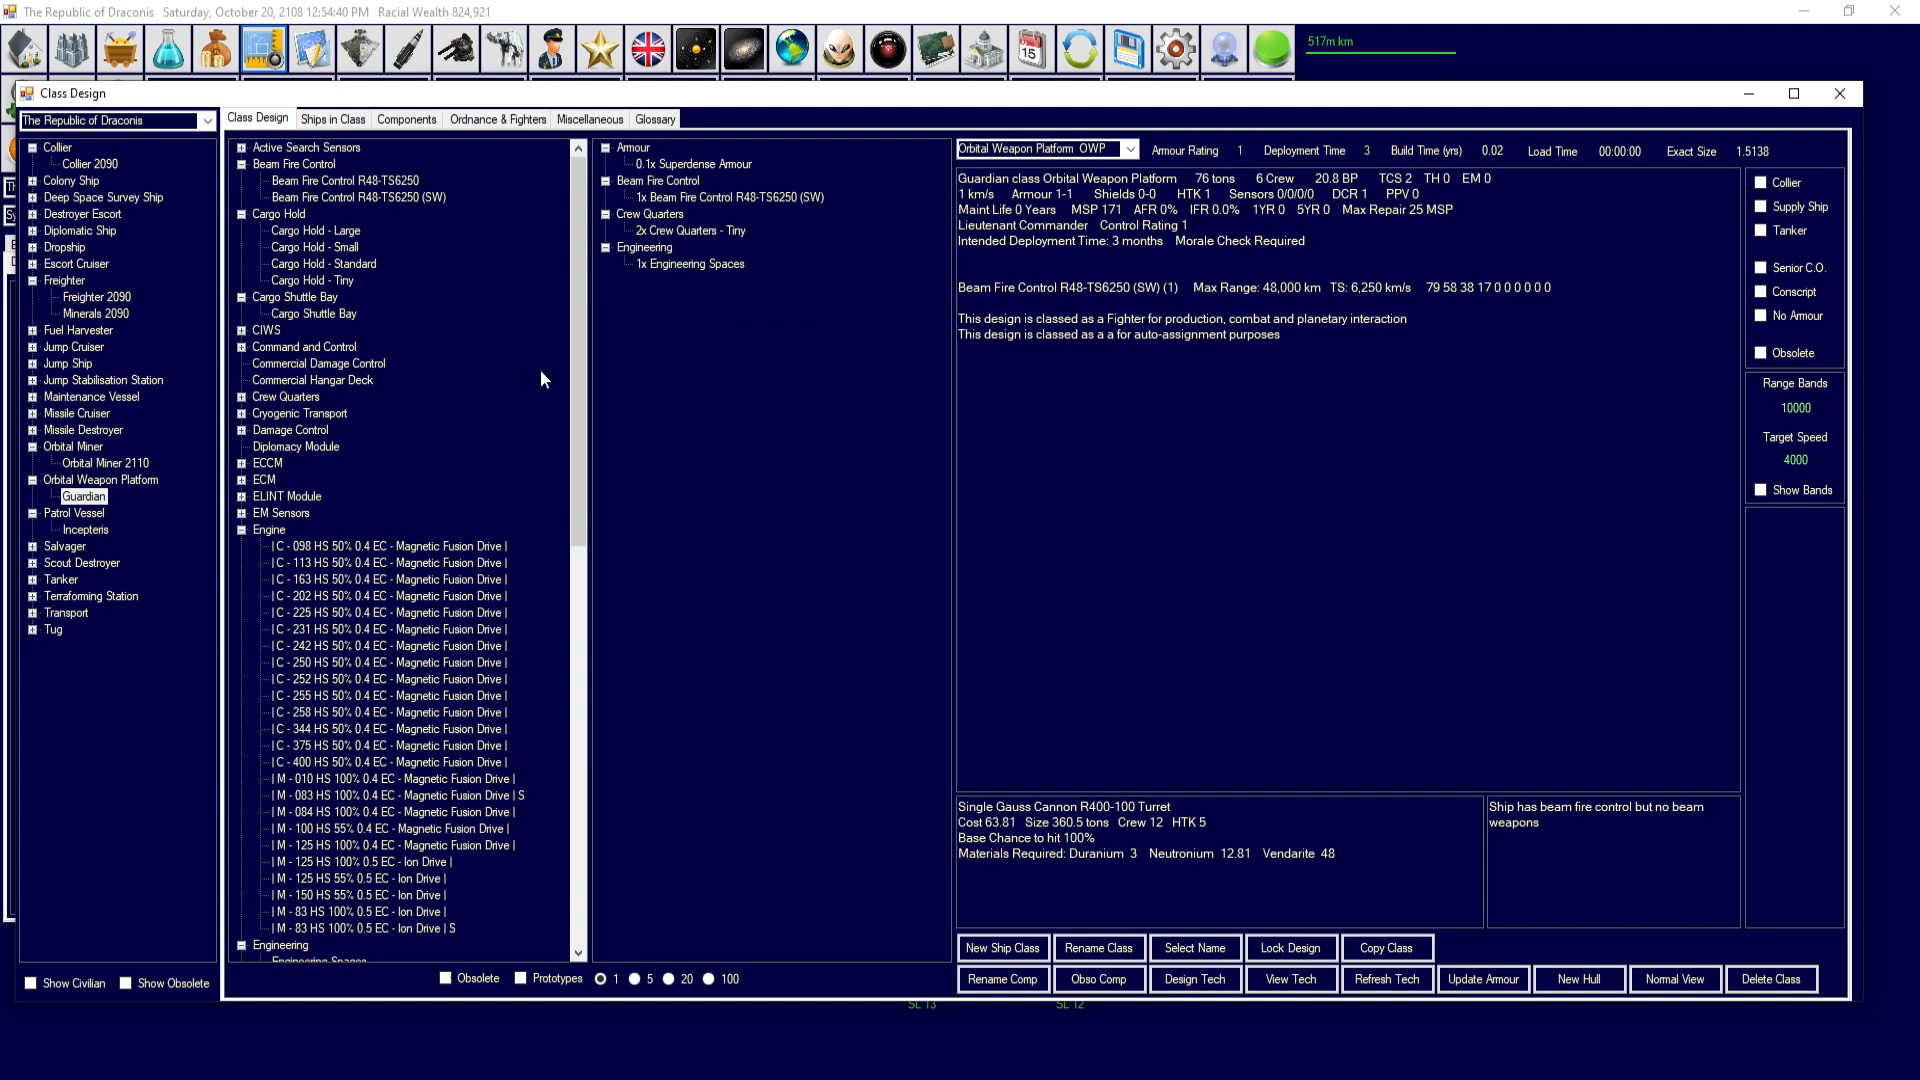 The Republic of Draconis   Saturday, October 20, 2108 12:54:40 PM   Racial Wealth 824,921
15
517m km
Class Design
The Republic of Draconis
Class Design
Ships in Class
Components
Ordnance & Fighters
Miscellaneous
Glossary
Collier
Collier 2090
Colony Ship
Deep Space Survey Ship
Destroyer Escort
Diplomatic Ship
Dropship
Escort Cruiser
Freighter
Freighter 2090
Minerals 2090
Fuel Harvester
Jump Cruiser
Jump Ship
Jump Stabilisation Station
Maintenance Vessel
Missile Cruiser
Missile Destroyer
Orbital Miner
Orbital Miner 2110
Orbital Weapon Platform
Guardian
Patrol Vessel
Incepteris
Salvager
Scout Destroyer
Tanker
Terraforming Station
Transport
Tug
Show Civilian
Show Obsolete
Active Search Sensors
Beam Fire Control
Beam Fire Control R48-TS6250
Beam Fire Control R48-TS6250 (SW)
Cargo Hold
Cargo Hold - Large
Cargo Hold - Small
Cargo Hold - Standard
Cargo Hold - Tiny
Cargo Shuttle Bay
Cargo Shuttle Bay
CIWS
Command and Control
Commercial Damage Control
Commercial Hangar Deck
Crew Quarters
Cryogenic Transport
Damage Control
Diplomacy Module
ECCM
ECM
ELINT Module
EM Sensors
Engine
| C - 098 HS 50% 0.4 EC - Magnetic Fusion Drive |
| C - 113 HS 50% 0.4 EC - Magnetic Fusion Drive |
| C - 163 HS 50% 0.4 EC - Magnetic Fusion Drive |
| C - 202 HS 50% 0.4 EC - Magnetic Fusion Drive |
| C - 225 HS 50% 0.4 EC - Magnetic Fusion Drive |
| C - 231 HS 50% 0.4 EC - Magnetic Fusion Drive |
| C - 242 HS 50% 0.4 EC - Magnetic Fusion Drive |
| C - 250 HS 50% 0.4 EC - Magnetic Fusion Drive |
| C - 252 HS 50% 0.4 EC - Magnetic Fusion Drive |
| C - 255 HS 50% 0.4 EC - Magnetic Fusion Drive |
| C - 258 HS 50% 0.4 EC - Magnetic Fusion Drive |
| C - 344 HS 50% 0.4 EC - Magnetic Fusion Drive |
| C - 375 HS 50% 0.4 EC - Magnetic Fusion Drive |
| C - 400 HS 50% 0.4 EC - Magnetic Fusion Drive |
| M - 010 HS 100% 0.4 EC - Magnetic Fusion Drive |
| M - 083 HS 100% 0.4 EC - Magnetic Fusion Drive | S
| M - 084 HS 100% 0.4 EC - Magnetic Fusion Drive |
| M - 100 HS 55% 0.4 EC - Magnetic Fusion Drive |
| M - 125 HS 100% 0.4 EC - Magnetic Fusion Drive |
| M - 125 HS 100% 0.5 EC - Ion Drive |
| M - 125 HS 55% 0.5 EC - Ion Drive |
| M - 150 HS 55% 0.5 EC - Ion Drive |
| M - 83 HS 100% 0.5 EC - Ion Drive |
| M - 83 HS 100% 0.5 EC - Ion Drive | S
Engineering
Engineering Spaces
Obsolete
Prototypes
1
5
20
100
Armour
0.1x Superdense Armour
Beam Fire Control
1x Beam Fire Control R48-TS6250 (SW)
Crew Quarters
2x Crew Quarters - Tiny
Engineering
1x Engineering Spaces
Orbital Weapon Platform  OWP
Armour Rating   1   Deployment Time   3   Build Time (yrs)   0.02   Load Time   00:00:00   Exact Size   1.5138
Guardian class Orbital Weapon Platform   76 tons   6 Crew   20.8 BP   TCS 2   TH 0   EM 0
1 km/s   Armour 1-1   Shields 0-0   HTK 1   Sensors 0/0/0/0   DCR 1   PPV 0
Maint Life 0 Years   MSP 171   AFR 0%   IFR 0.0%   1YR 0   5YR 0   Max Repair 25 MSP
Lieutenant Commander   Control Rating 1
Intended Deployment Time: 3 months   Morale Check Required
Beam Fire Control R48-TS6250 (SW) (1)   Max Range: 48,000 km   TS: 6,250 km/s   79 58 38 17 0 0 0 0 0 0
This design is classed as a Fighter for production, combat and planetary interaction
This design is classed as a a for auto-assignment purposes
Collier
Supply Ship
Tanker
Senior C.O.
Conscript
No Armour
Obsolete
Range Bands
10000
Target Speed
4000
Show Bands
Single Gauss Cannon R400-100 Turret
Cost 63.81   Size 360.5 tons   Crew 12   HTK 5
Base Chance to hit 100%
Materials Required: Duranium  3   Neutronium  12.81   Vendarite  48
Ship has beam fire control but no beam
weapons
New Ship Class
Rename Class
Select Name
Lock Design
Copy Class
Rename Comp
Obso Comp
Design Tech
View Tech
Refresh Tech
Update Armour
New Hull
Normal View
Delete Class
SL 13
SL 12